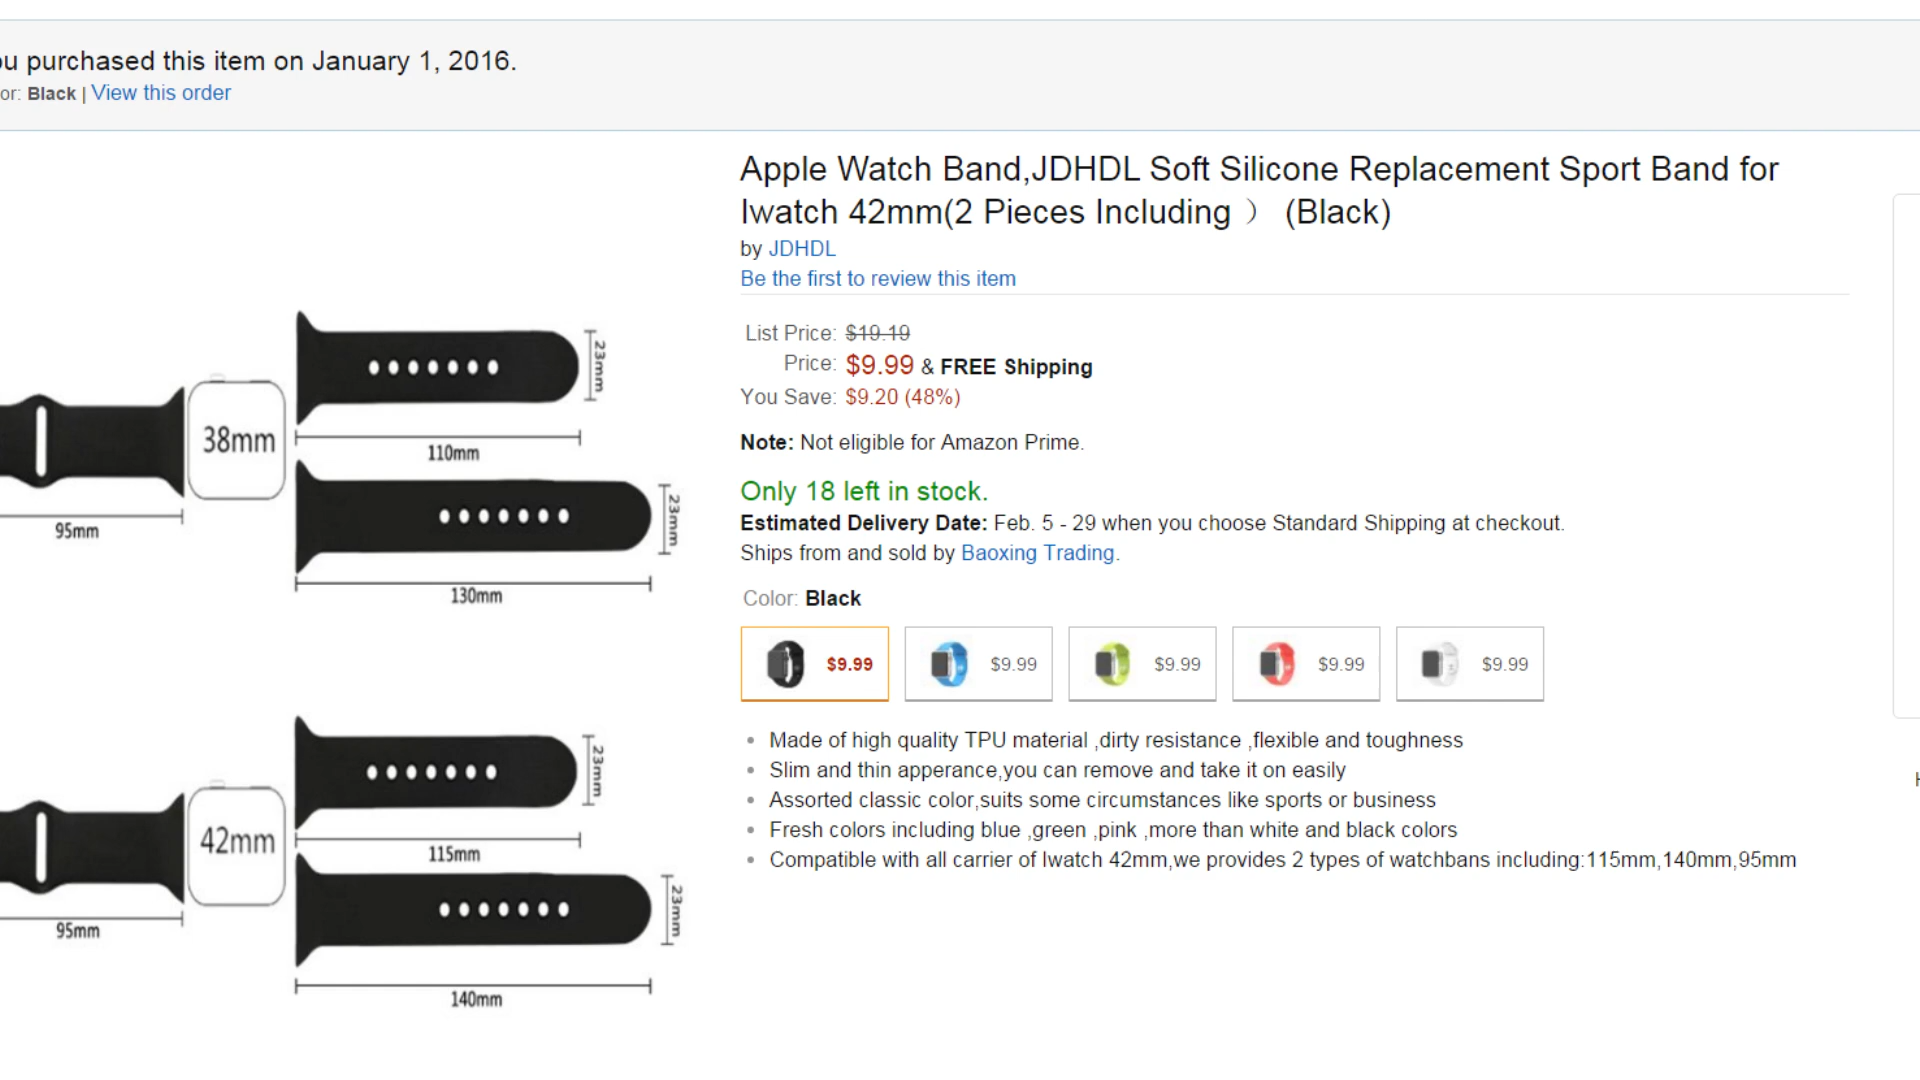 ou purchased this item on January 1, 2016.
or: Black | View this order
Apple Watch Band,JDHDL Soft Silicone Replacement Sport Band for
Iwatch 42mm(2 Pieces Including ） (Black)
by JDHDL
Be the first to review this item
List Price: $19.19
Price: $9.99 & FREE Shipping
You Save: $9.20 (48%)
Note: Not eligible for Amazon Prime.
Only 18 left in stock.
Estimated Delivery Date: Feb. 5 - 29 when you choose Standard Shipping at checkout.
Ships from and sold by Baoxing Trading.
Color: Black
$9.99 $9.99 $9.99 $9.99 $9.99
Made of high quality TPU material ,dirty resistance ,flexible and toughness
Slim and thin apperance,you can remove and take it on easily
Assorted classic color,suits some circumstances like sports or business
Fresh colors including blue ,green ,pink ,more than white and black colors
Compatible with all carrier of Iwatch 42mm,we provides 2 types of watchbans including:115mm,140mm,95mm
23mm
38mm
110mm
23mm
95mm
130mm
23mm
42mm
115mm
23mm
95mm
140mm